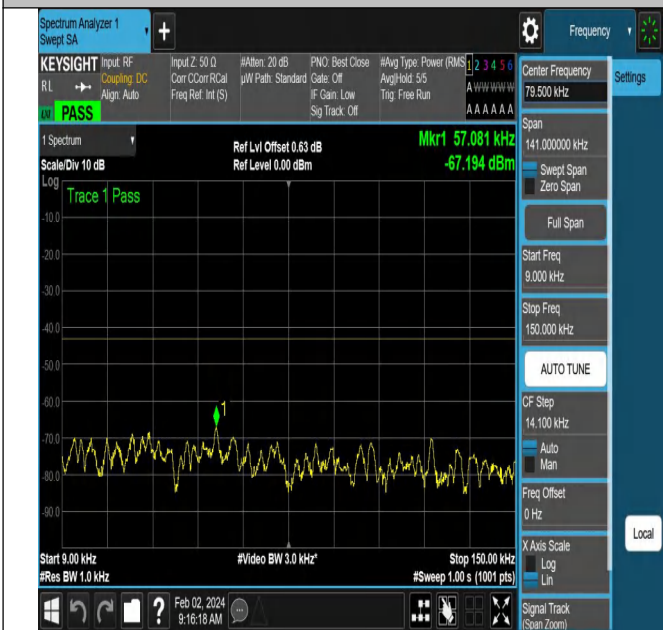 Spectrum Analyzer 1
Swept SA
+
Frequency
KEYSIGHT
RL
PASS
Input: RF
Coupling: DC
Align: Auto
Input Z: 50 Ω
Corr CCorr RCal
Freq Ref: Int (S)
#Atten: 20 dB
µW Path: Standard
PNO: Best Close
Gate: Off
IF Gain: Low
Sig Track: Off
#Avg Type: Power (RMS
Avg|Hold: 5/5
Trig: Free Run
1 2 3 4 5 6
A W W W W W
A A A A A A
1 Spectrum
Scale/Div 10 dB
Ref Lvl Offset 0.63 dB
Ref Level 0.00 dBm
Mkr1 57.081 kHz
-67.194 dBm
Log
Trace 1 Pass
-10.0
-20.0
-30.0
-40.0
-50.0
-60.0
-70.0
-80.0
-90.0
1
Start 9.00 kHz
#Res BW 1.0 kHz
#Video BW 3.0 kHz*
Stop 150.00 kHz
#Sweep 1.00 s (1001 pts)
?
Feb 02, 2024
9:16:18 AM
Center Frequency
79.500 kHz
Settings
Span
141.000000 kHz
Swept Span
Zero Span
Full Span
Start Freq
9.000 kHz
Stop Freq
150.000 kHz
AUTO TUNE
CF Step
14.100 kHz
Auto
Man
Freq Offset
0 Hz
Local
X Axis Scale
Log
Lin
Signal Track
(Span Zoom)